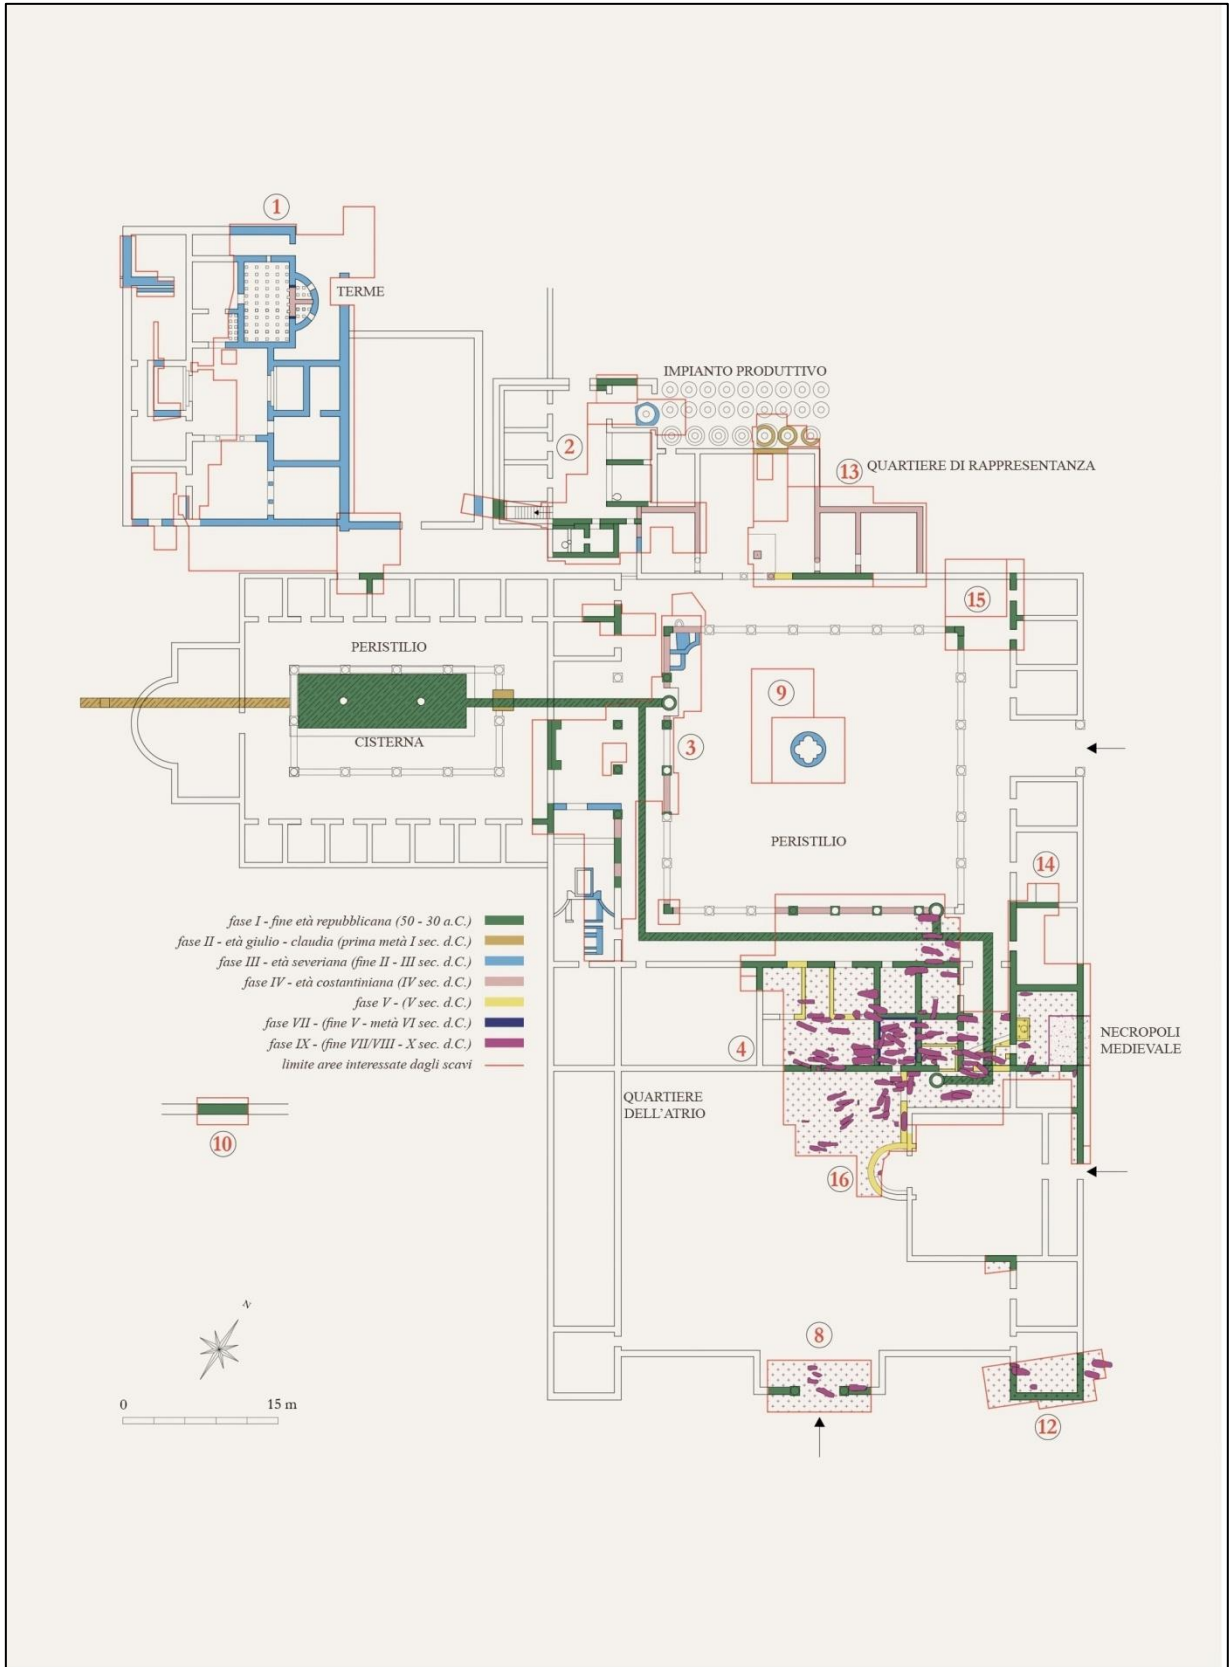 1
TERME
IMPIANTO PRODUTTIVO
2
13 QUARTIERE DI RAPPRESENTANZA
15
PERISTILIO
9
CISTERNA
3
PERISTILIO
14
fase I - fine età repubblicana (50 - 30 a.C.)
fase II - età giulio - claudia (prima metà I sec. d.C.)
fase III - età severiana (fine II - III sec. d.C.)
fase IV - età costantiniana (IV sec. d.C.)
fase V - (V sec. d.C.)
fase VII - (fine V - metà VI sec. d.C.)
fase IX - (fine VII/VIII - X sec. d.C.)
limite aree interessate dagli scavi
4
NECROPOLI
MEDIEVALE
QUARTIERE
DELL'ATRIO
10
16
N
8
0 15 m
12